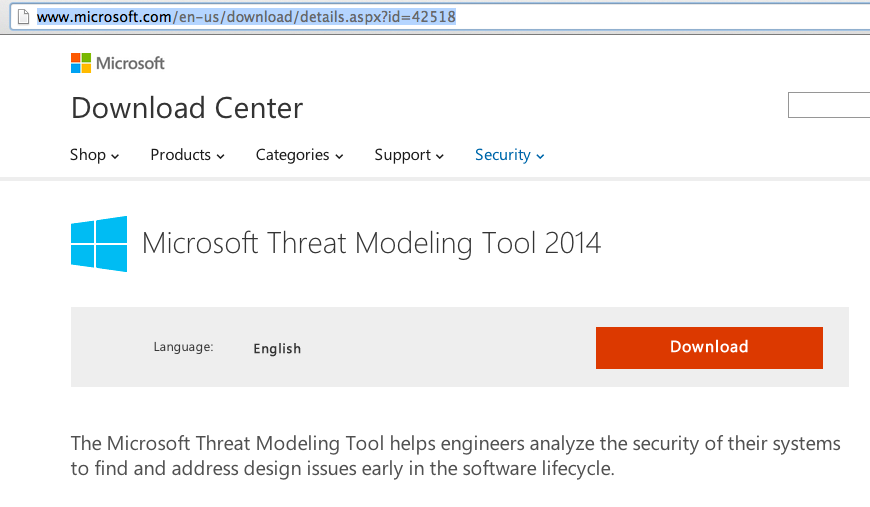 www.microsoft.com/en-us/download/details.aspx?id=42518
Microsoft
Download Center
Shop Products Categories Support Security
Microsoft Threat Modeling Tool 2014
Language: English Download
The Microsoft Threat Modeling Tool helps engineers analyze the security of their systems
to find and address design issues early in the software lifecycle.